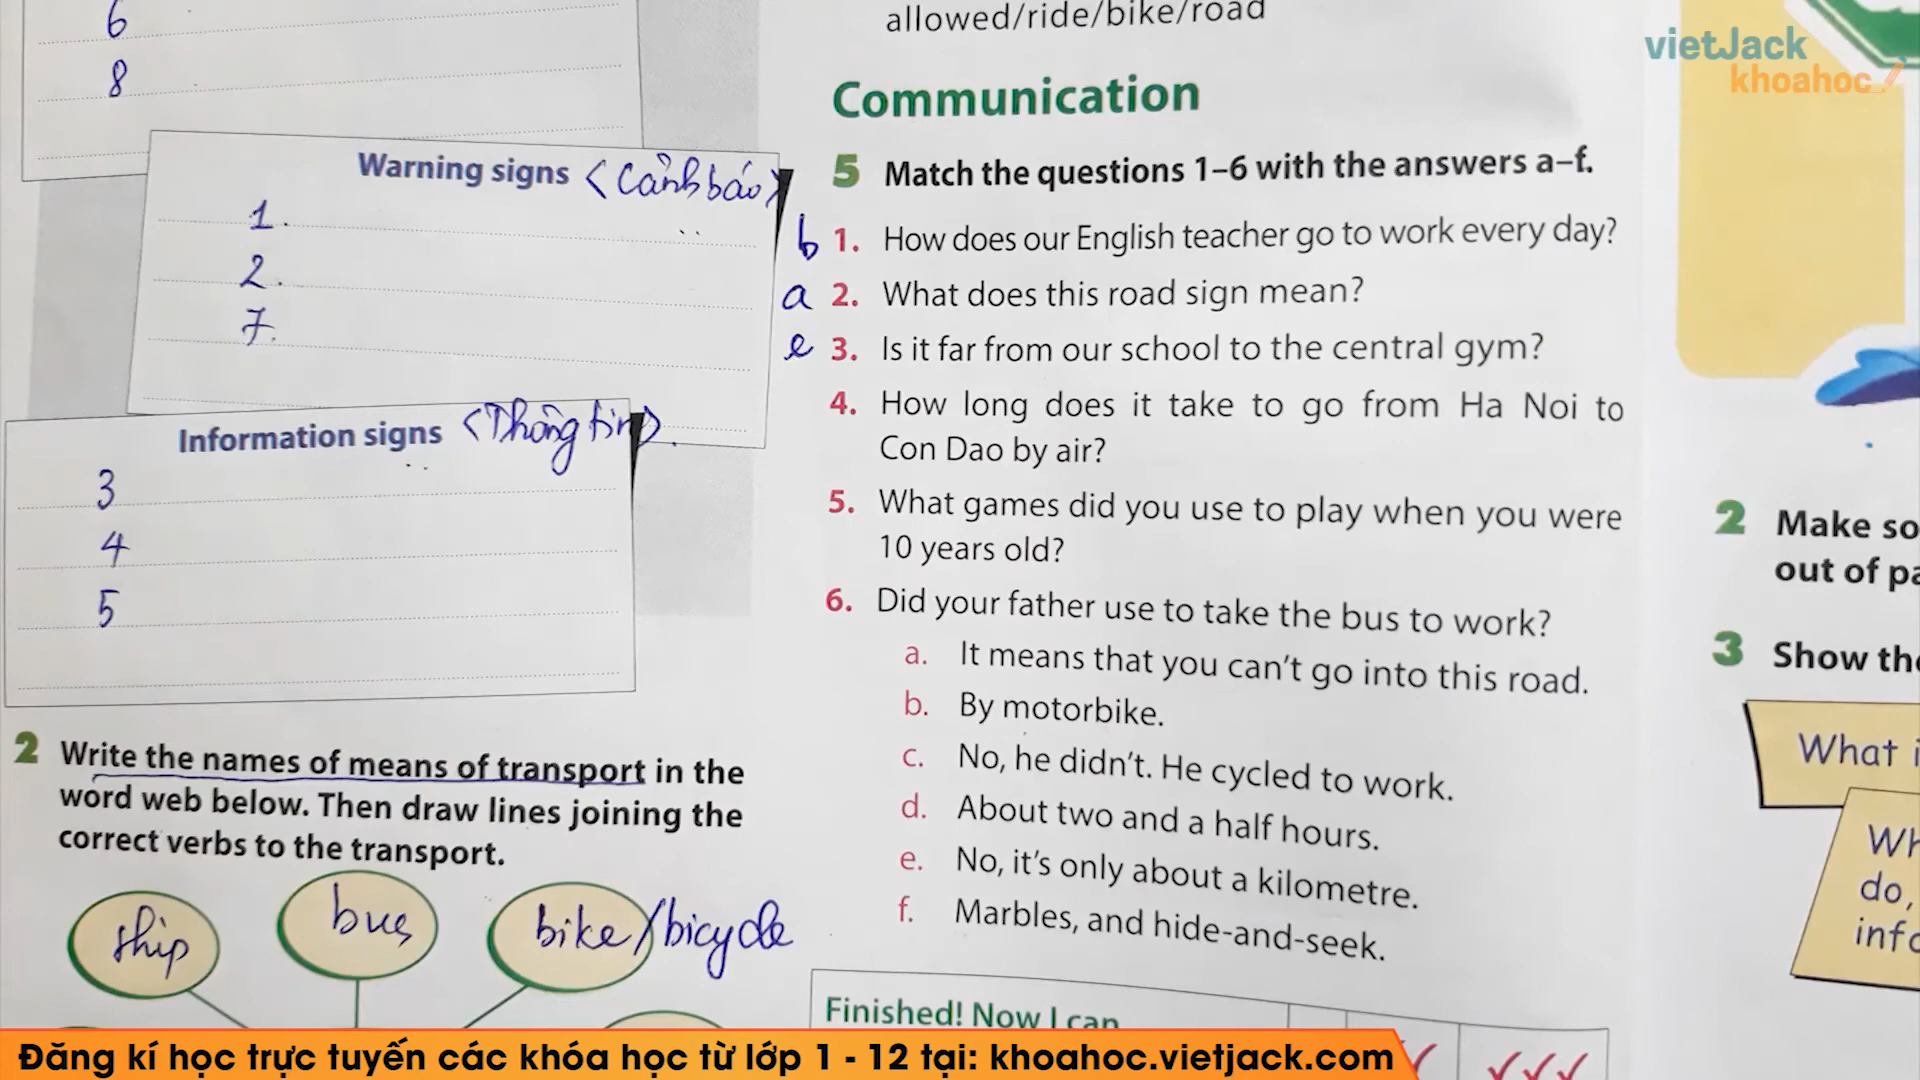 6
8
Warning signs <Cảnh báo>
1.
2.
7.
Information signs <Thông tin>.
3
4
5
2 Write the names of means of transport in the
word web below. Then draw lines joining the
correct verbs to the transport.
ship
bus
bike/bicycle
allowed/ride/bike/road
Communication
5 Match the questions 1–6 with the answers a–f.
b 1. How does our English teacher go to work every day?
a 2. What does this road sign mean?
e 3. Is it far from our school to the central gym?
4. How long does it take to go from Ha Noi to
Con Dao by air?
5. What games did you use to play when you were
10 years old?
6. Did your father use to take the bus to work?
a. It means that you can't go into this road.
b. By motorbike.
c. No, he didn't. He cycled to work.
d. About two and a half hours.
e. No, it's only about a kilometre.
f. Marbles, and hide-and-seek.
Finished! Now I can
vietJack
khoahoc
2 Make so
out of pa
3 Show the
What i
Wh
do,
info
Đăng kí học trực tuyến các khóa học từ lớp 1 - 12 tại: khoahoc.vietjack.com